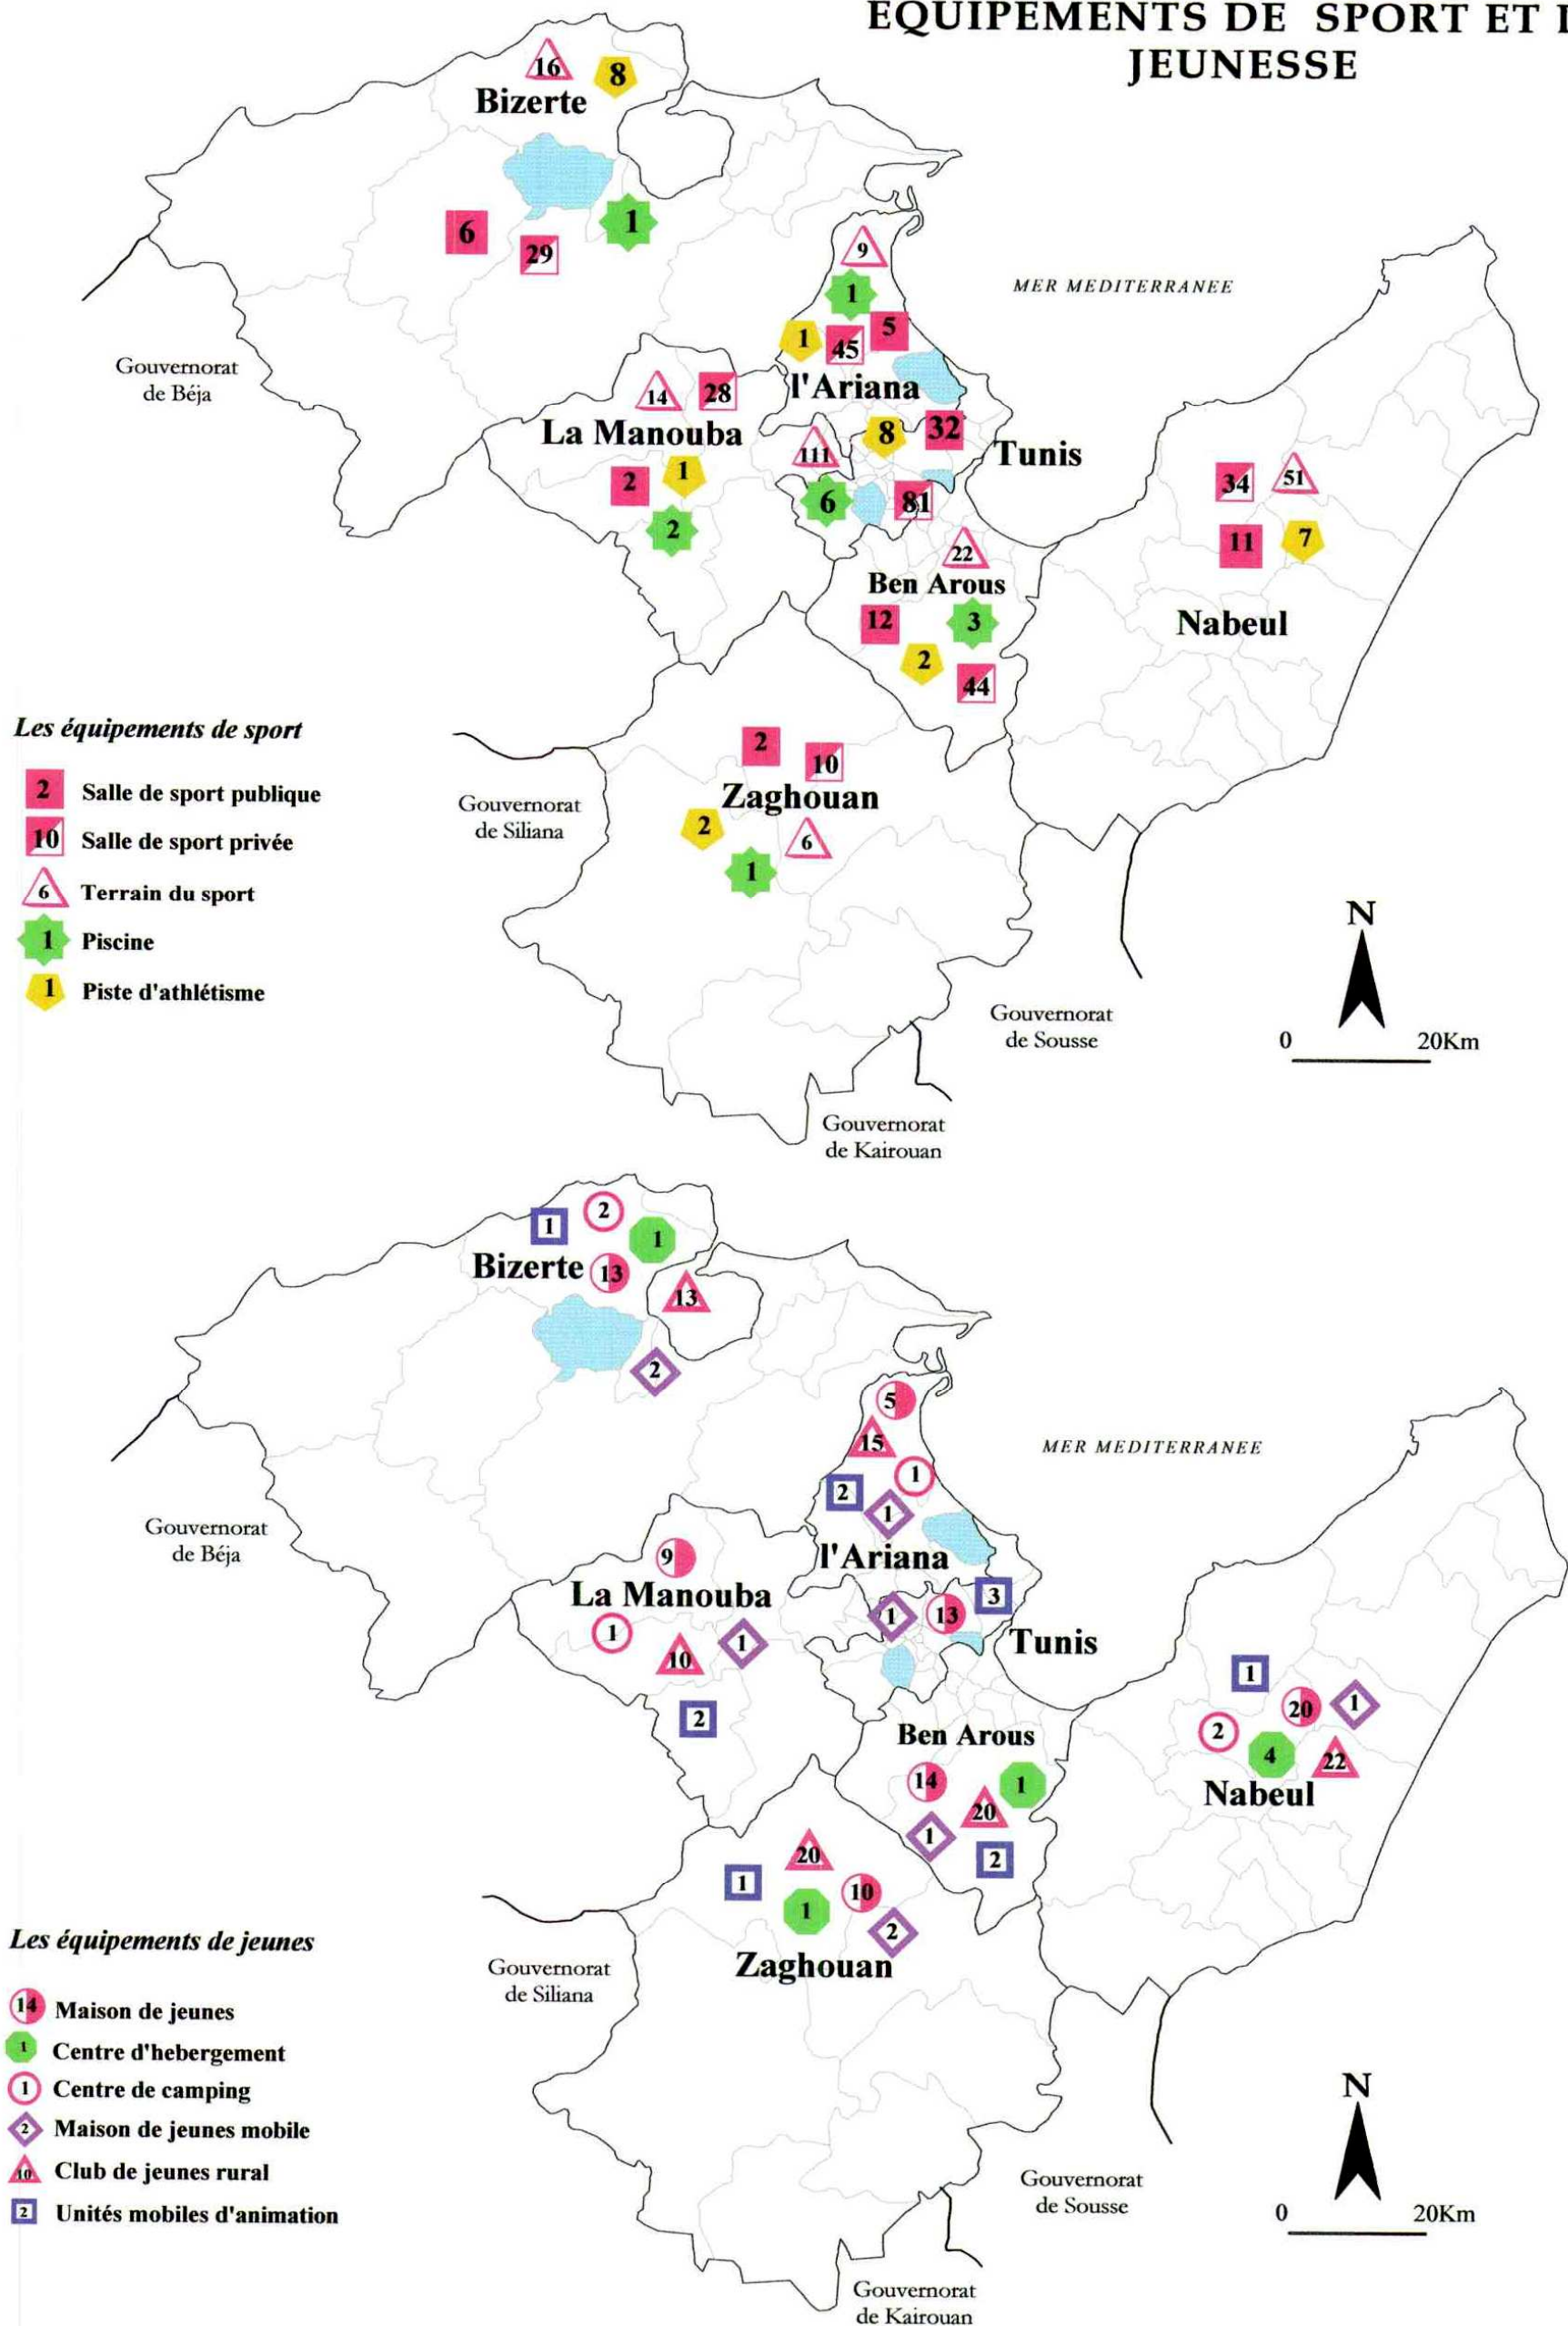 EQUIPEMENTS DE SPORT ET
JEUNESSE
16
8
Bizerte
6
29
1
9
1
1
45
5
l'Ariana
MER MEDITERRANEE
Gouvernorat
de Béja
14
28
La Manouba
2
1
2
111
8
32
Tunis
6
81
34
51
11
7
Nabeul
22
Ben Arous
12
3
2
44
2
10
Zaghouan
2
6
1
Gouvernorat
de Siliana
Les équipements de sport
2 Salle de sport publique
10 Salle de sport privée
6 Terrain du sport
1 Piscine
1 Piste d'athlétisme
N
0 20Km
Gouvernorat
de Sousse
Gouvernorat
de Kairouan
1
2
1
Bizerte
13
13
2
5
15
1
2
1
l'Ariana
MER MEDITERRANEE
Gouvernorat
de Béja
9
La Manouba
1
10
1
2
1
13
3
Tunis
1
20
1
2
4
22
Nabeul
Ben Arous
14
1
20
1
2
20
1
10
1
2
Zaghouan
Gouvernorat
de Siliana
Les équipements de jeunes
14 Maison de jeunes
1 Centre d'hebergement
1 Centre de camping
2 Maison de jeunes mobile
10 Club de jeunes rural
2 Unités mobiles d'animation
N
0 20Km
Gouvernorat
de Sousse
Gouvernorat
de Kairouan